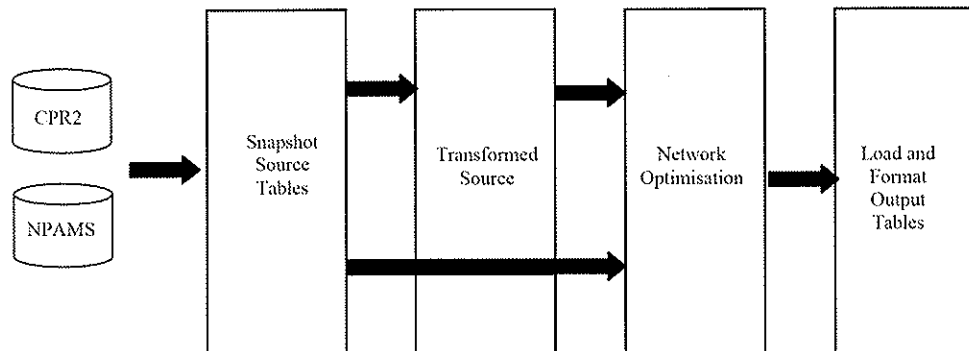 CPR2
NPAMS
Snapshot
Source
Tables
Transformed
Source
Network
Optimisation
Load and
Format
Output
Tables